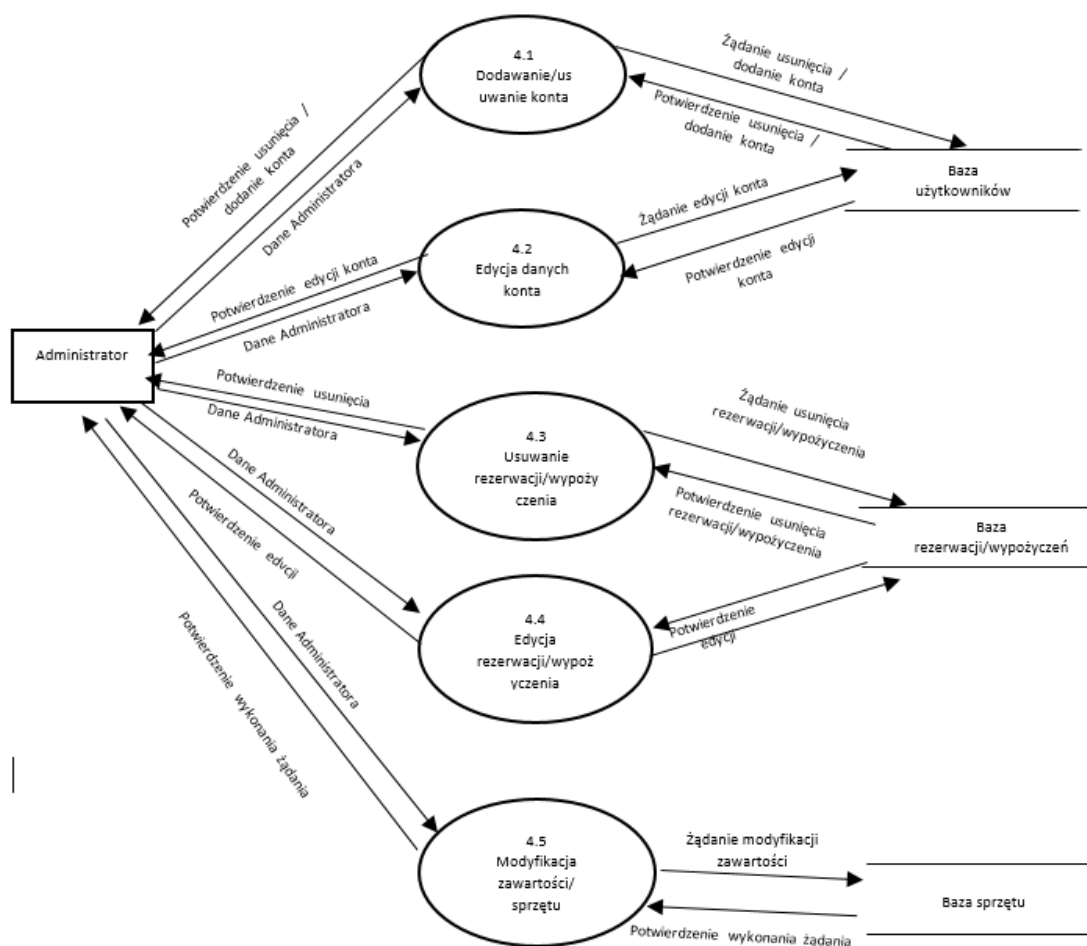 4.1
Dodawanie/us
uwanie konta
Żądanie usunięcia /
dodanie konta
Potwierdzenie usunięcia /
dodanie konta
Potwierdzenie usunięcia /
dodanie konta
Dane Administratora
Baza
użytkowników
Żądanie edycji konta
4.2
Edycja danych
konta
Potwierdzenie edycji
konta
Potwierdzenie edycji konta
Dane Administratora
Administrator
Potwierdzenie usunięcia
Dane Administratora
4.3
Usuwanie
rezerwacji/wypoży
czenia
Żądanie usunięcia
rezerwacji/wypożyczenia
Potwierdzenie usunięcia
rezerwacji/wypożyczenia
Baza
rezerwacji/wypożyczeń
Dane Administratora
Potwierdzenie edycji
4.4
Edycja
rezerwacji/wypoż
yczenia
Potwierdzenie
edycji
Dane Administratora
Potwierdzenie wykonania żądania
4.5
Modyfikacja
zawartości/
sprzętu
Żądanie modyfikacji
zawartości
Baza sprzętu
Potwierdzenie wykonania żądania